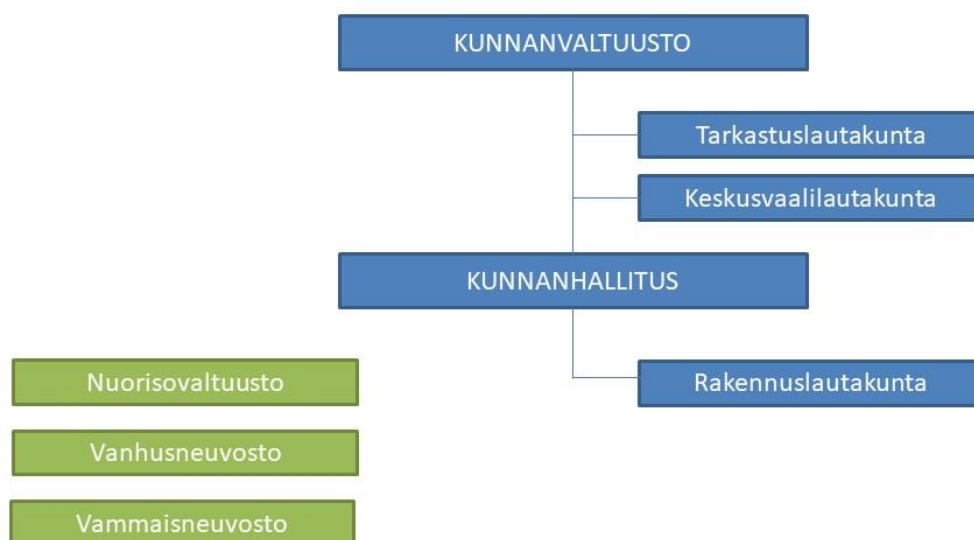 KUNNANVALTUUSTO
Tarkastuslautakunta
Keskusvaalilautakunta
KUNNANHALLITUS
Nuorisovaltuusto
Rakennuslautakunta
Vanhusneuvosto
Vammaisneuvosto